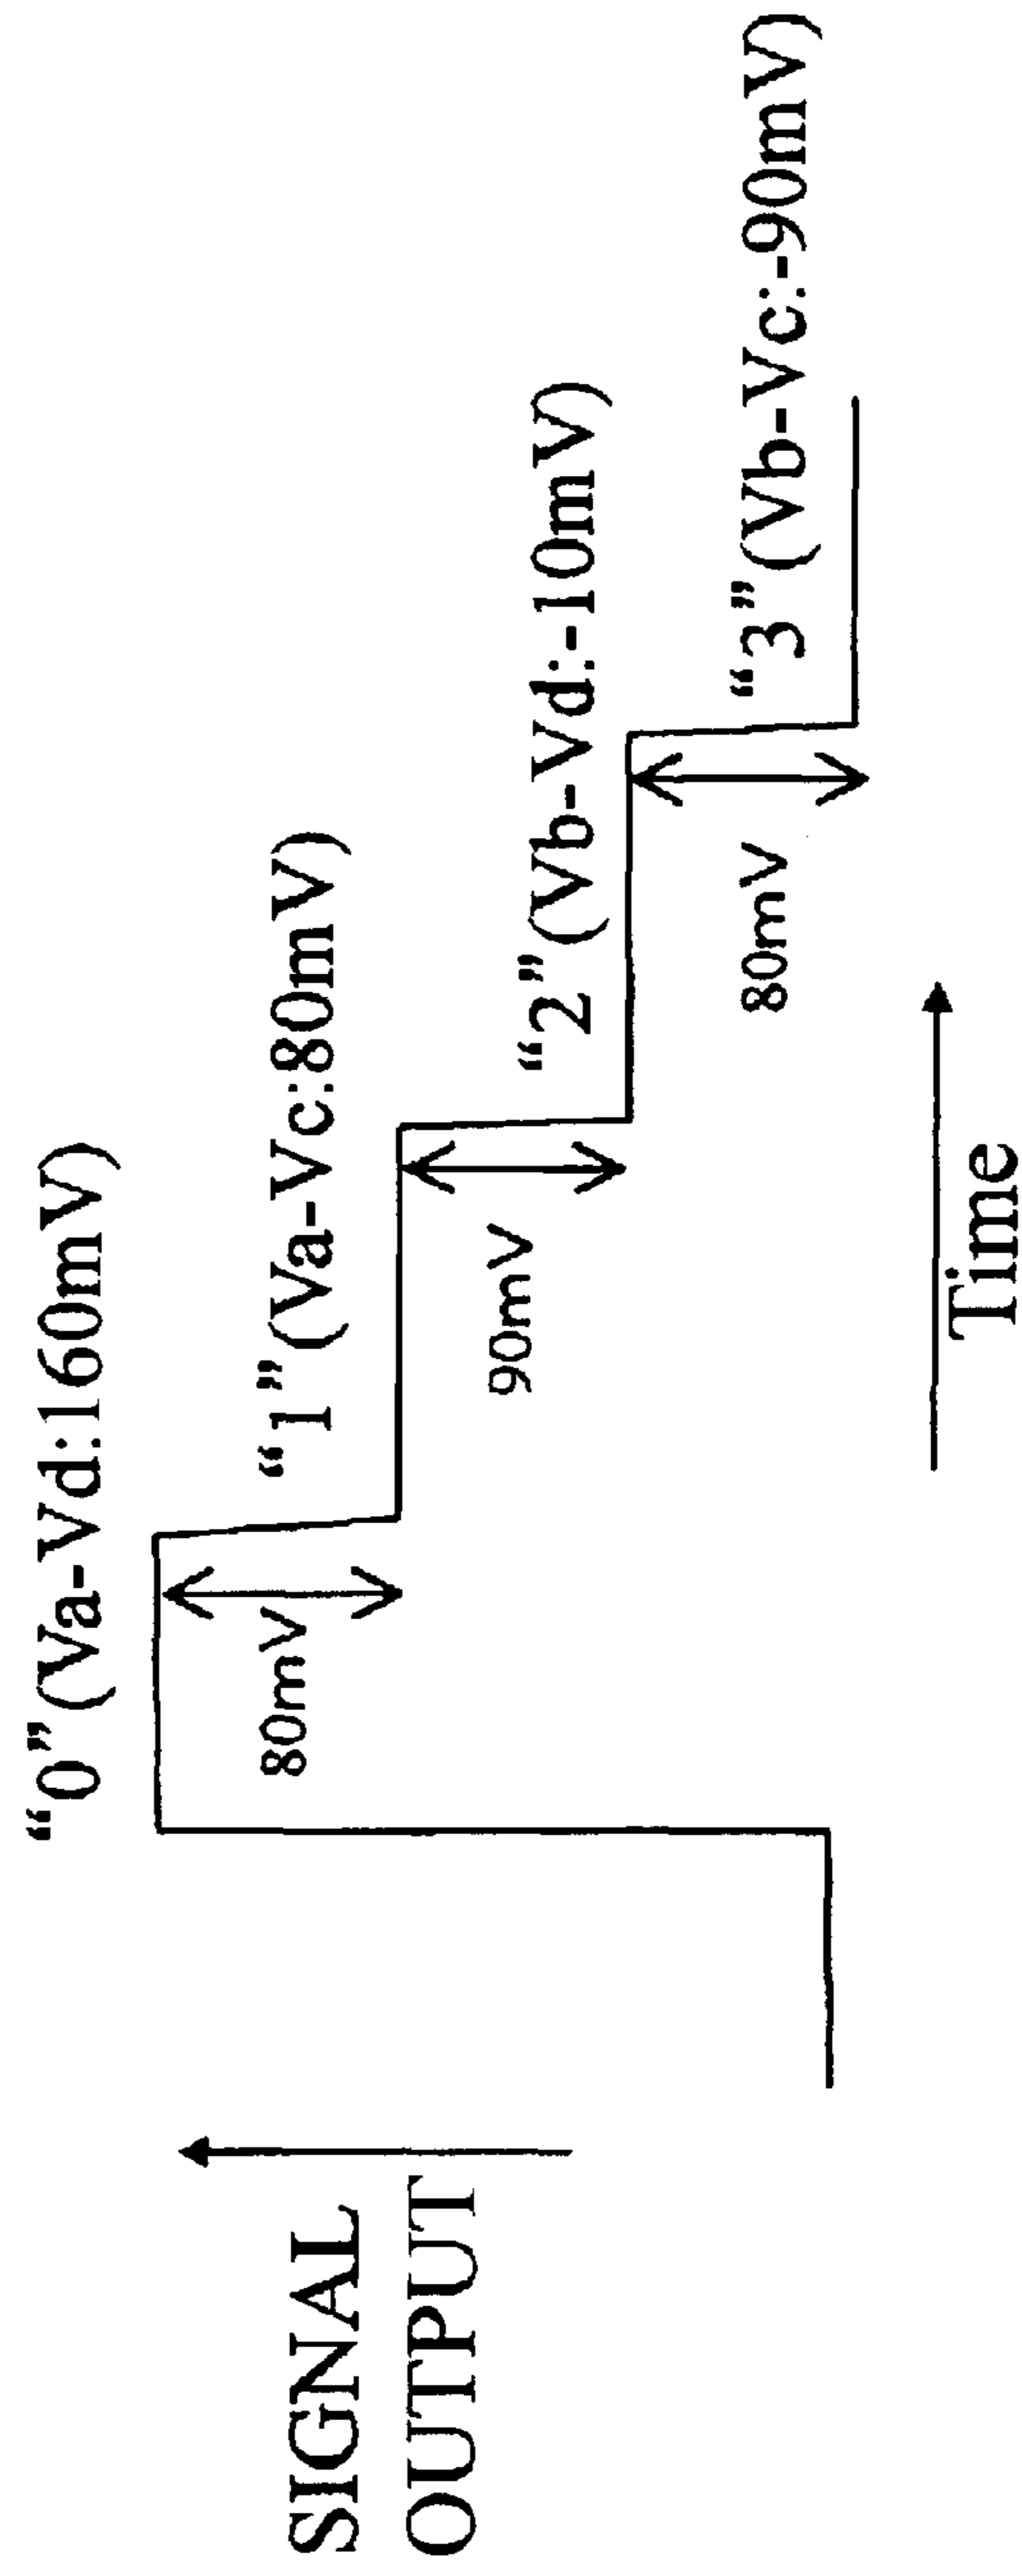 “0”(Va-Vd:160mV)
“1”(Va-Vc:80mV)
80mV
“2”(Vb-Vd:-10mV)
90mV
“3”(Vb-Vc:-90mV)
80mV
SIGNAL
OUTPUT
Time